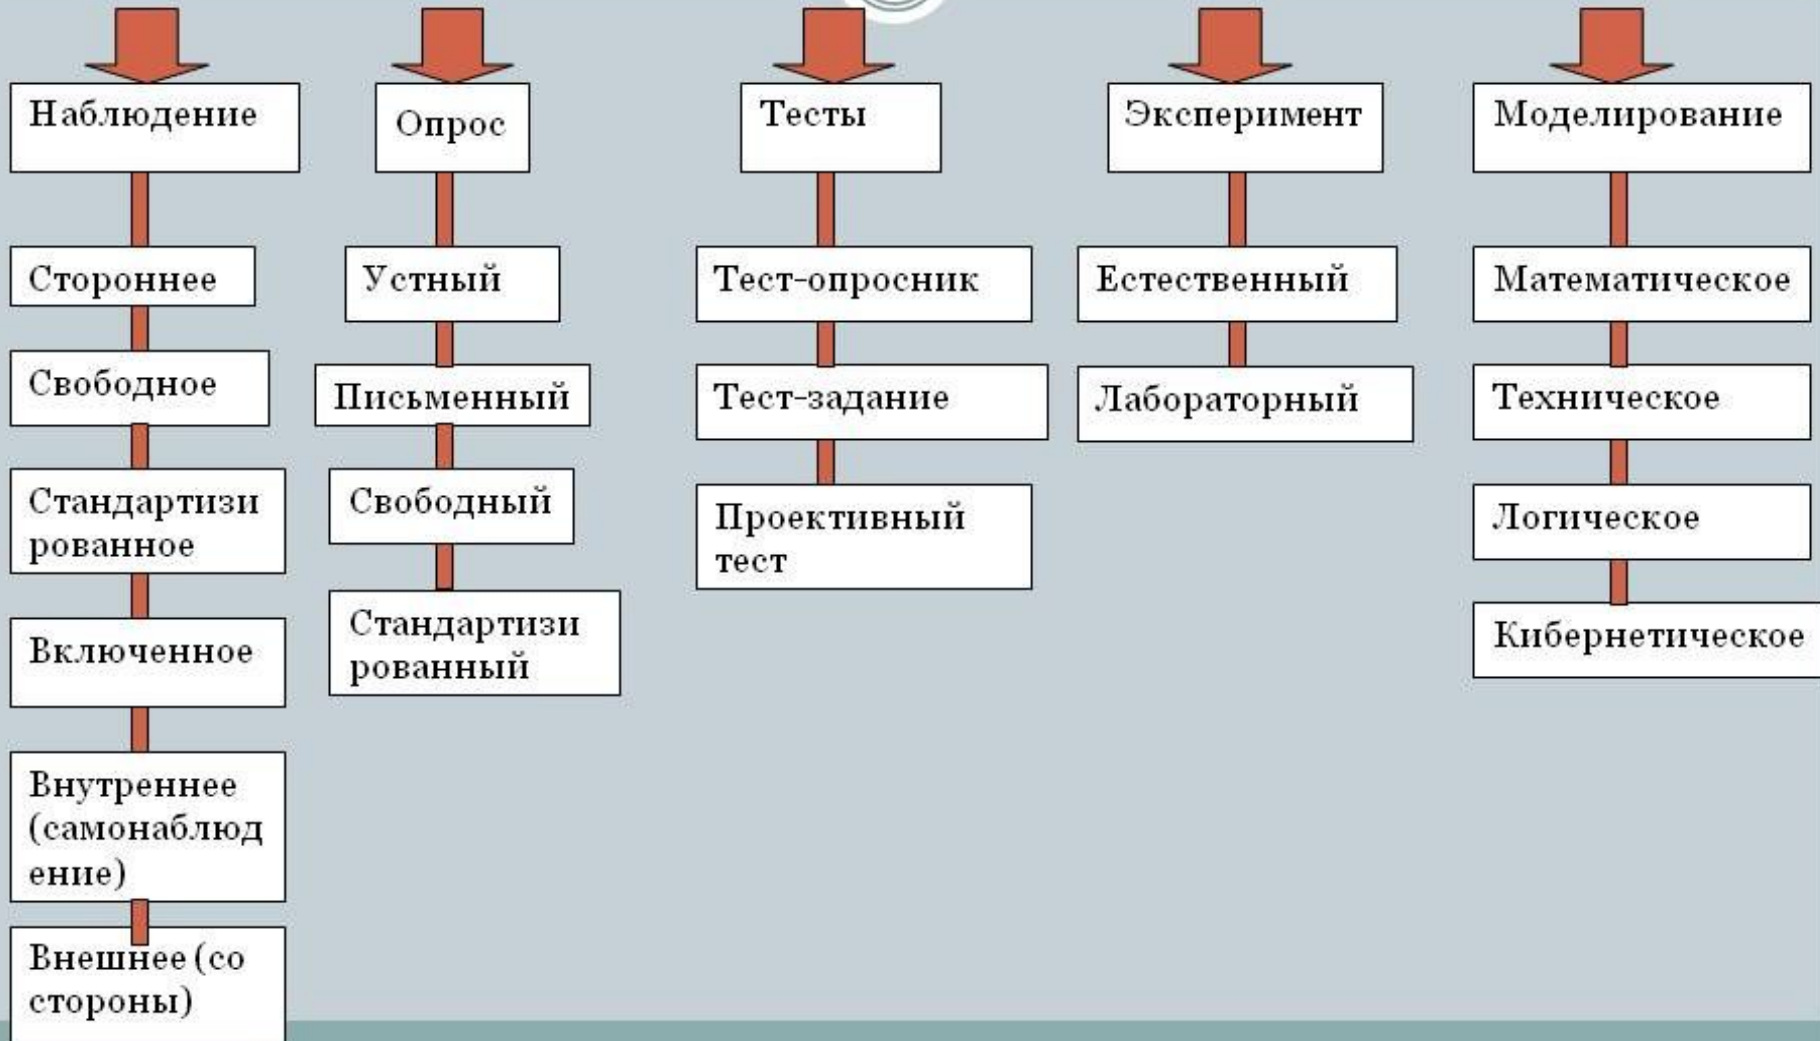 Наблюдение
Стороннее
Свободное
Стандартизи
рованное
Включенное
Внутреннее
(самонаблюд
ение)
Внешнее (со
стороны)
Опрос
Устный
Письменный
Свободный
Стандартизи
рованный
Тесты
Тест-опросник
Тест-задание
Проективный
тест
Эксперимент
Естественный
Лабораторный
Моделирование
Математическое
Техническое
Логическое
Кибернетическое